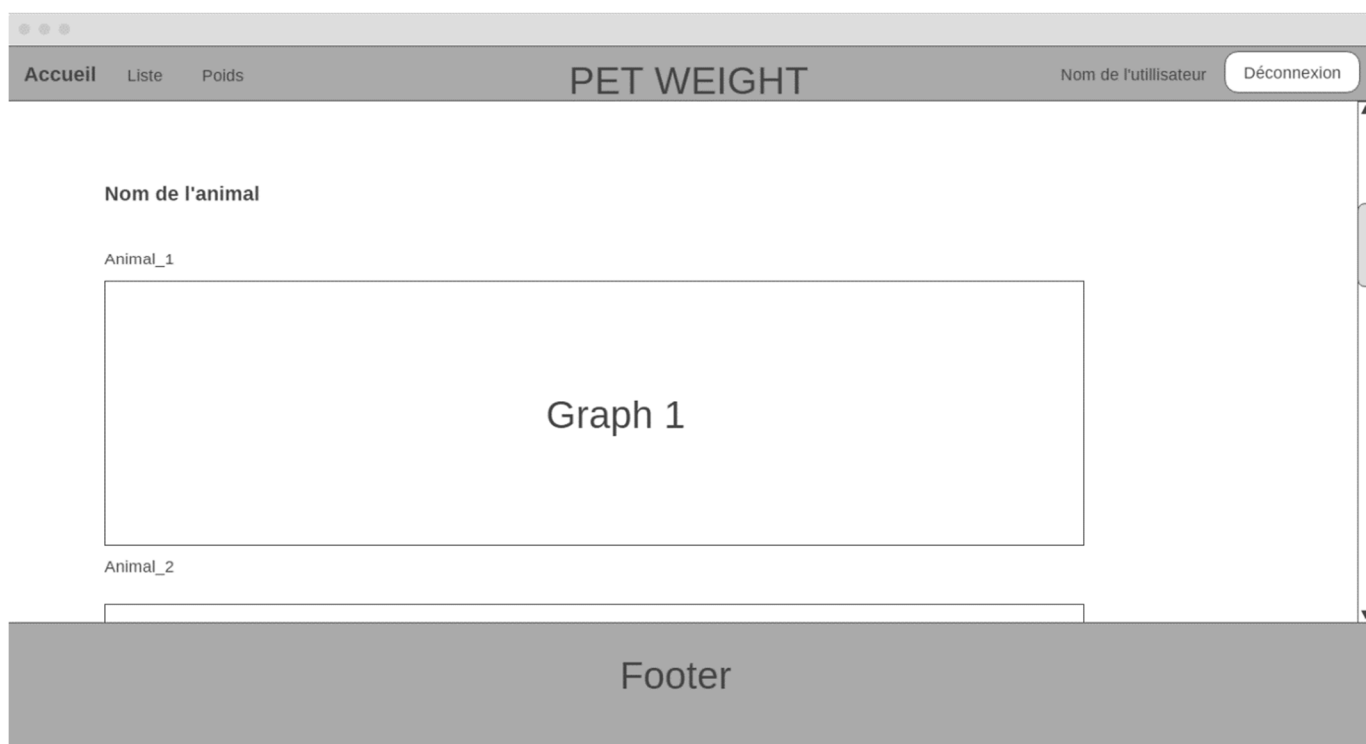 Accueil Liste Poids PET WEIGHT Nom de l'utillisateur Déconnexion
Nom de l'animal
Animal_1
Graph 1
Animal_2
Footer